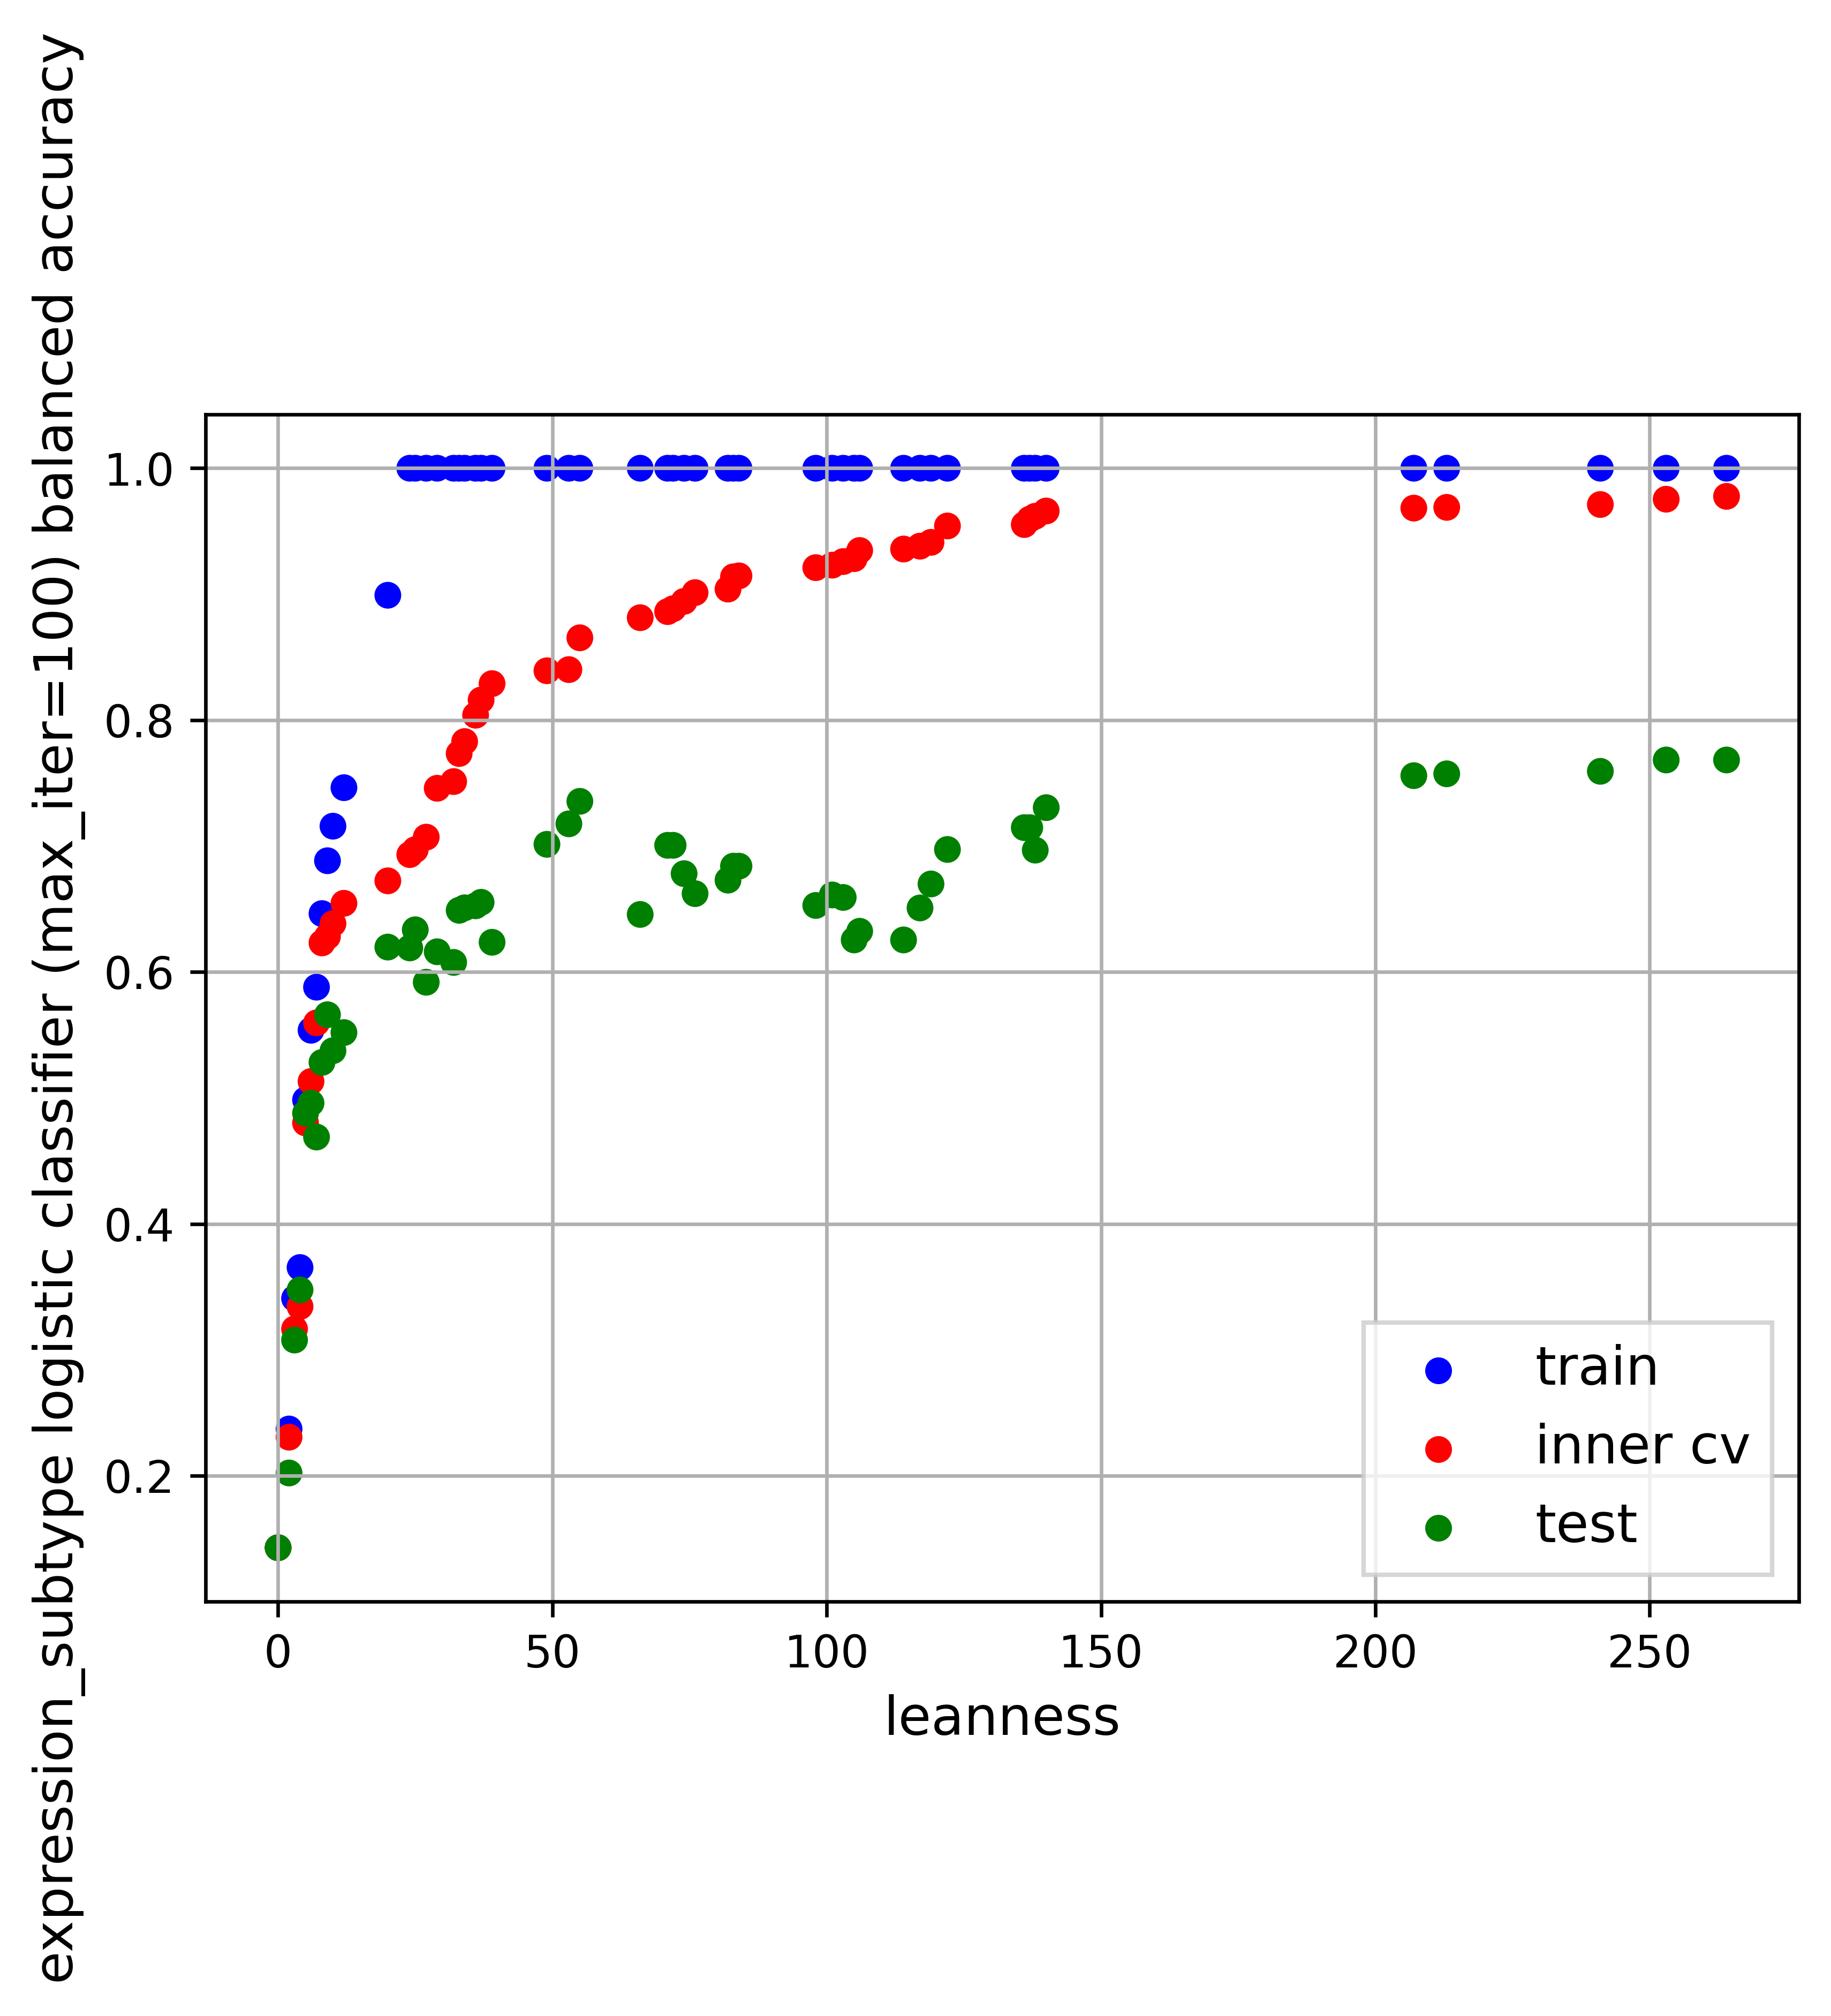 expression_subtype logistic classifier (max_iter=100) balanced accuracy
1.0
0.8
0.6
0.4
0.2
train
inner cv
test
0 50 100 150 200 250
leanness